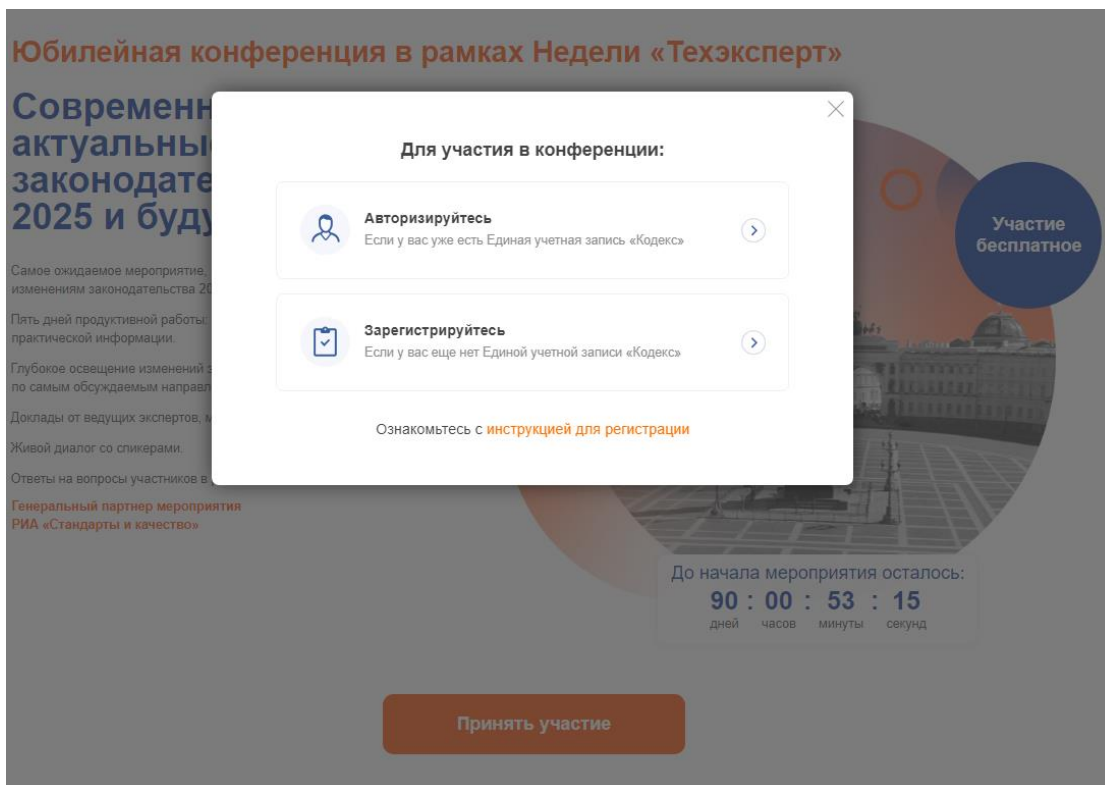 Юбилейная конференция в рамках Недели «Техэксперт»
актуальны
законодате
2025 и буду
Самое ожидаемое мероприятие,
изменениям законодательства
Пять дней продуктивной работы:
практической информации.
Глубокое освещение изменений
по самым обсуждаемым
Доклады от ведущих экспертов,
Живой диалог со спикерами.
Ответы на вопросы участников в
Генеральный партнер мероприятия
РИА «Стандарты и качество»
Для участия в конференции:
Авторизируйтесь
Если у вас уже есть Единая учетная запись «Кодекс»
Зарегистрируйтесь
Если у вас еще нет Единой учетной записи «Кодекс»
Ознакомьтесь с инструкцией для регистрации
Участие
бесплатное
До начала мероприятия осталось:
90 : 00 : 53 : 15
дней часов минуты секунд
Принять участие